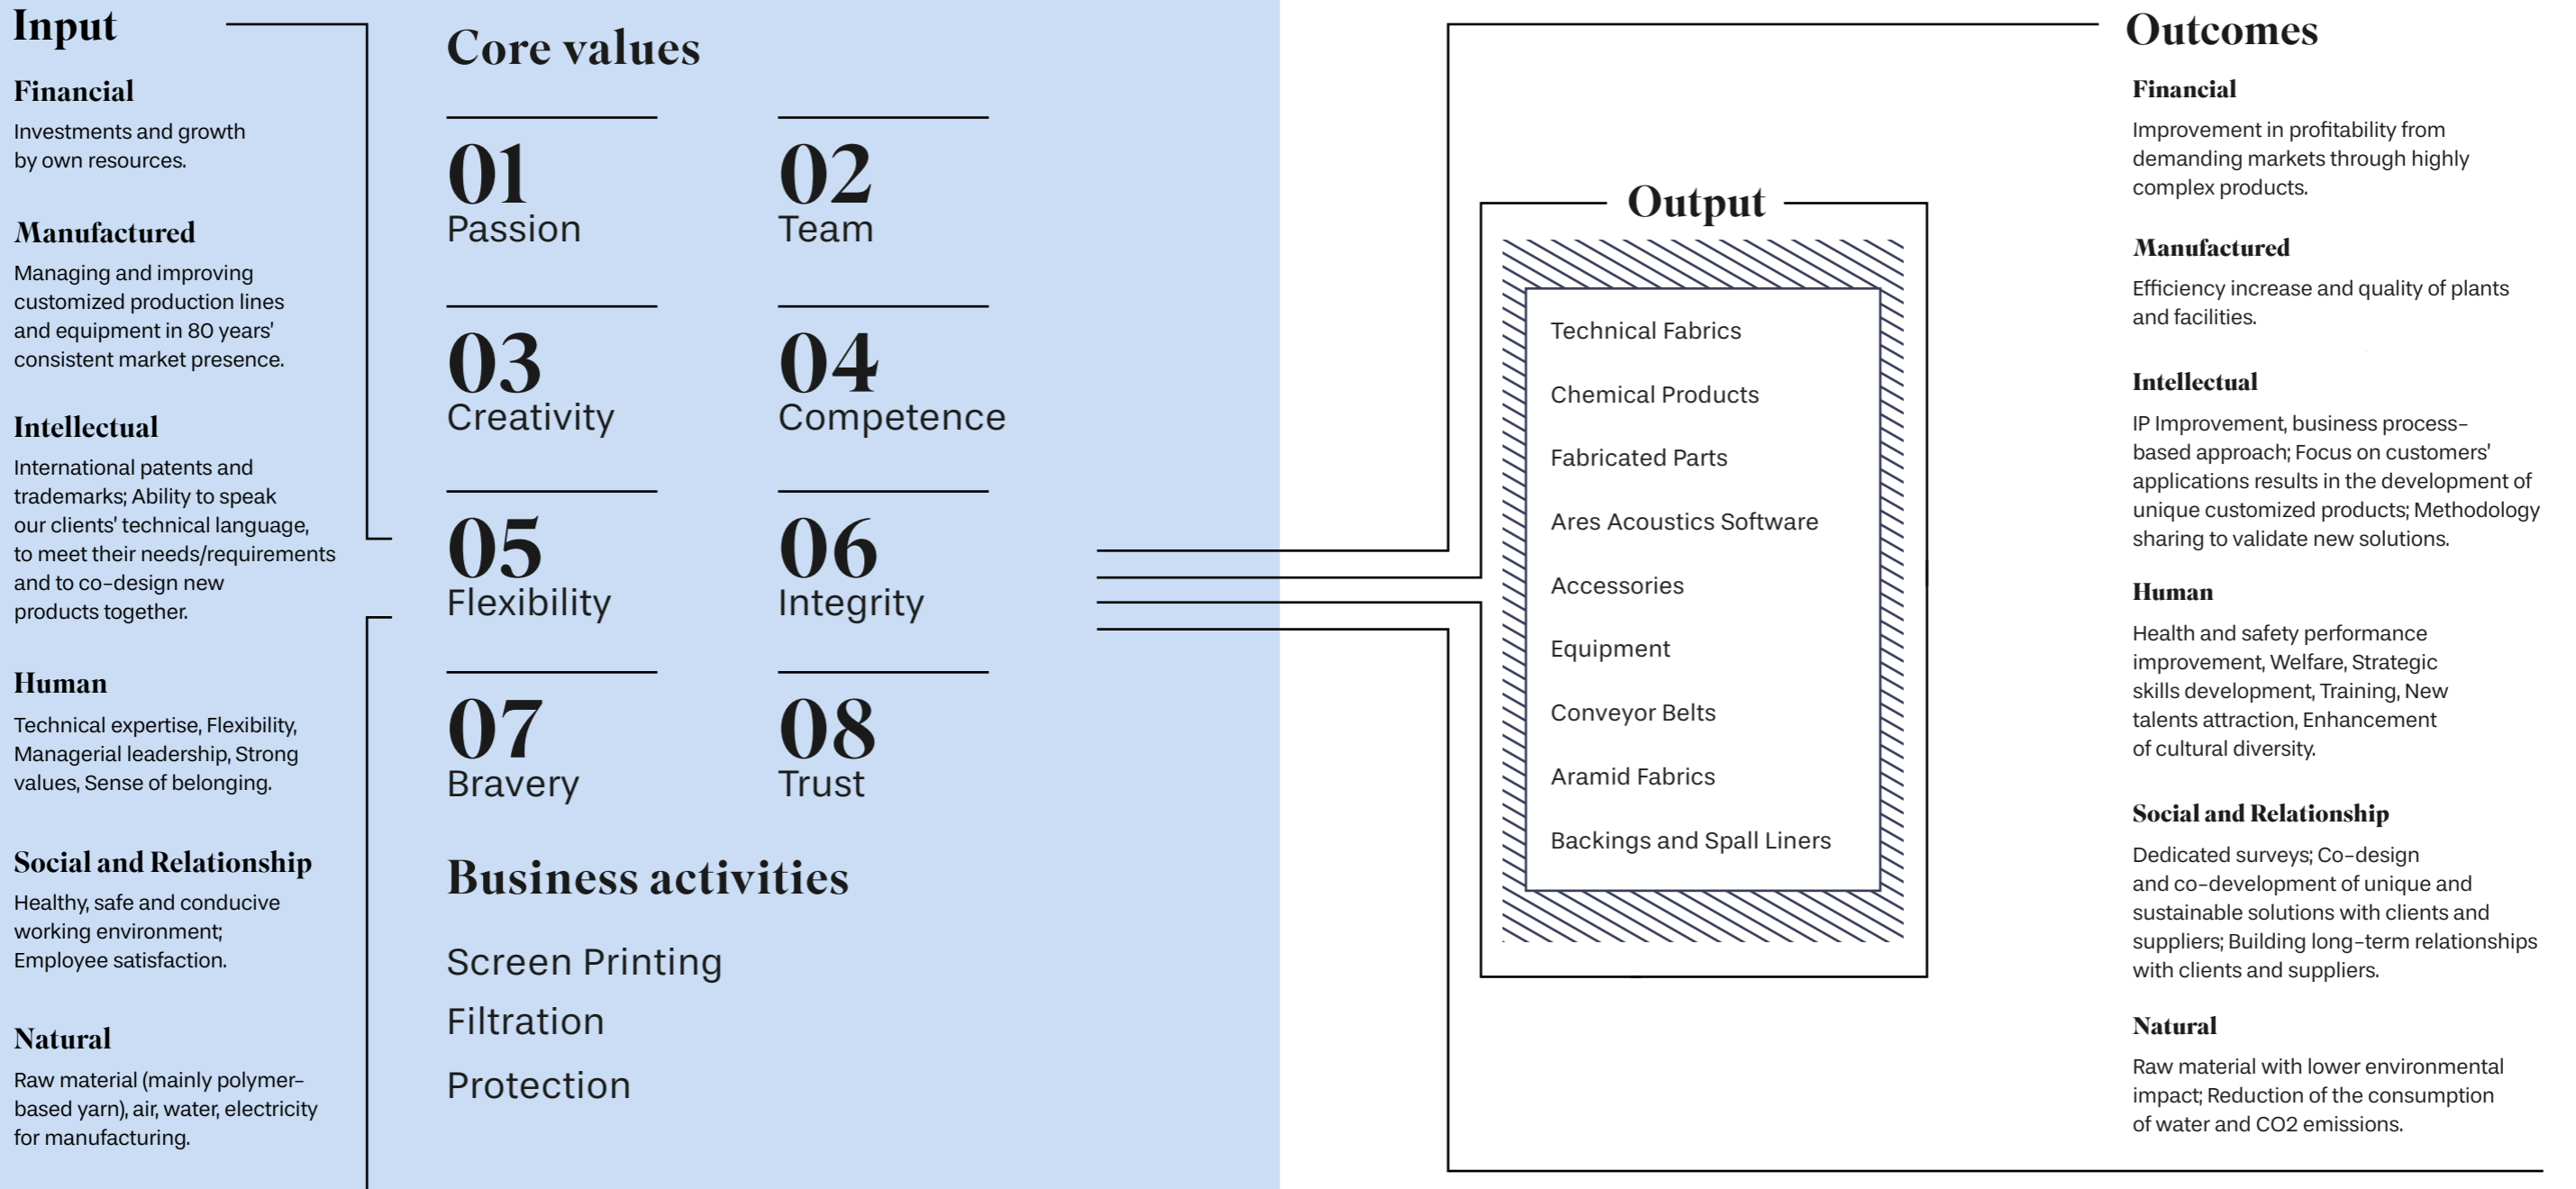 Input
Financial
Investments and growth
by own resources.
Manufactured
Managing and improving
customized production lines
and equipment in 80 years'
consistent market presence.
Intellectual
International patents and
trademarks; Ability to speak
our clients' technical language,
to meet their needs/requirements
and to co-design new
products together.
Human
Technical expertise, Flexibility,
Managerial leadership, Strong
values, Sense of belonging.
Social and Relationship
Healthy, safe and conducive
working environment;
Employee satisfaction.
Natural
Raw material (mainly polymer-
based yarn), air, water, electricity
for manufacturing.
Core values
01
Passion
02
Team
03
Creativity
04
Competence
05
Flexibility
06
Integrity
07
Bravery
08
Trust
Business activities
Screen Printing
Filtration
Protection
Output
Technical Fabrics
Chemical Products
Fabricated Parts
Ares Acoustics Software
Accessories
Equipment
Conveyor Belts
Aramid Fabrics
Backings and Spall Liners
Outcomes
Financial
Improvement in profitability from
demanding markets through highly
complex products.
Manufactured
Efficiency increase and quality of plants
and facilities.
Intellectual
IP Improvement, business process-
based approach; Focus on customers'
applications results in the development of
unique customized products; Methodology
sharing to validate new solutions.
Human
Health and safety performance
improvement, Welfare, Strategic
skills development, Training, New
talents attraction, Enhancement
of cultural diversity.
Social and Relationship
Dedicated surveys; Co-design
and co-development of unique and
sustainable solutions with clients and
suppliers; Building long-term relationships
with clients and suppliers.
Natural
Raw material with lower environmental
impact; Reduction of the consumption
of water and CO2 emissions.